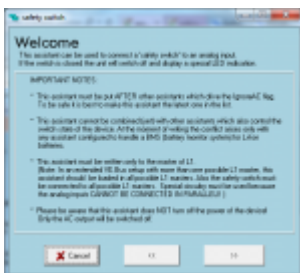 safety switch
Welcome
This assistant can be used to connect a 'safety switch' to an analog input.
If the switch is closed the unit will switch off and display a special LED indication.
IMPORTANT NOTES:
* This assistant must be put AFTER other assistants which drive the IgnoreAC flag.
To be safe it is best to make this assistant the latest one in the list.
* This assistant cannot be combined with other assistants which also control the
switch state of the device. At the moment of writing the conflict arises only with
any assistant configured to handle a BMS (battery monitor system) for Li-Ion
batteries.
* This assistant must be written only to the master of L1.
(Note: In an extended VE.Bus setup with more than one possible L1 master, this
assistant should be loaded in all possible L1 masters. Also the safety switch must
be connected to all possible L1 masters. Special circuitry must be used because
the analog inputs CANNOT BE CONNECTED IN PARALLEL! )
* Please be aware that this assistant does NOT turn off the power of the device!
Only the AC output will be switched off.
Cancel
<<
>>